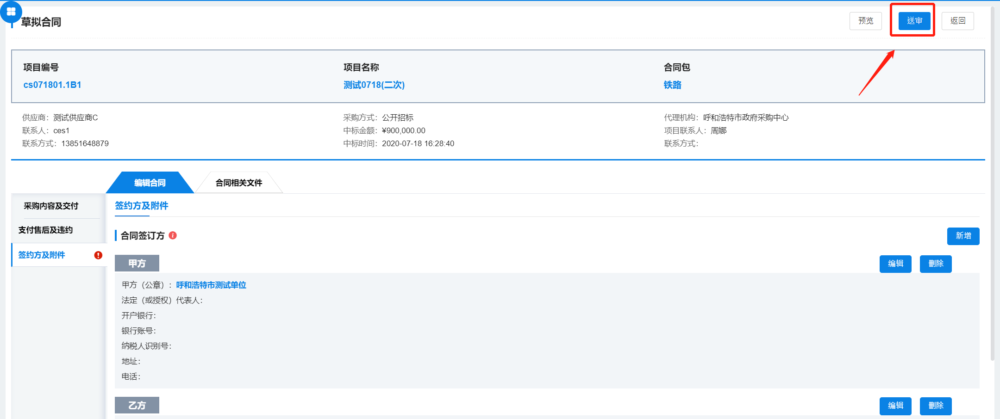 草拟合同
预览
送审
返回
项目编号
项目名称
合同包
cs071801.1B1
测试0718(二次)
铁路
供应商：测试供应商C
采购方式：公开招标
代理机构：呼和浩特市政府采购中心
联系人：ces1
中标金额：¥900,000.00
项目联系人：周娜
联系方式：13851648879
中标时间：2020-07-18 16:28:40
联系方式：
编辑合同
合同相关文件
采购内容及交付
支付售后及违约
签约方及附件
签约方及附件
合同签订方
新增
甲方
编辑
删除
甲方（公章）：呼和浩特市测试单位
法定（或授权）代表人：
开户银行：
银行账号：
纳税人识别号：
地址：
电话：
乙方
编辑
删除